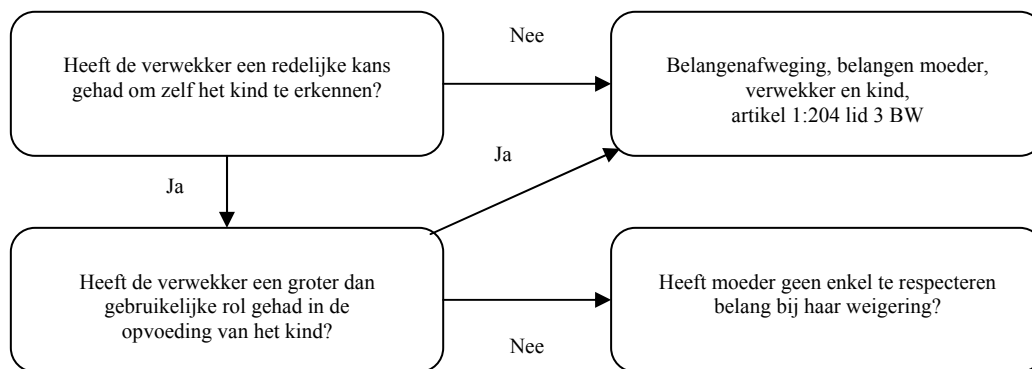 Heeft de verwekker een redelijke kans
gehad om zelf het kind te erkennen?
Nee
Belangenafweging, belangen moeder,
verwekker en kind,
artikel 1:204 lid 3 BW
Ja
Ja
Heeft de verwekker een groter dan
gebruikelijke rol gehad in de
opvoeding van het kind?
Nee
Heeft moeder geen enkel te respecteren
belang bij haar weigering?